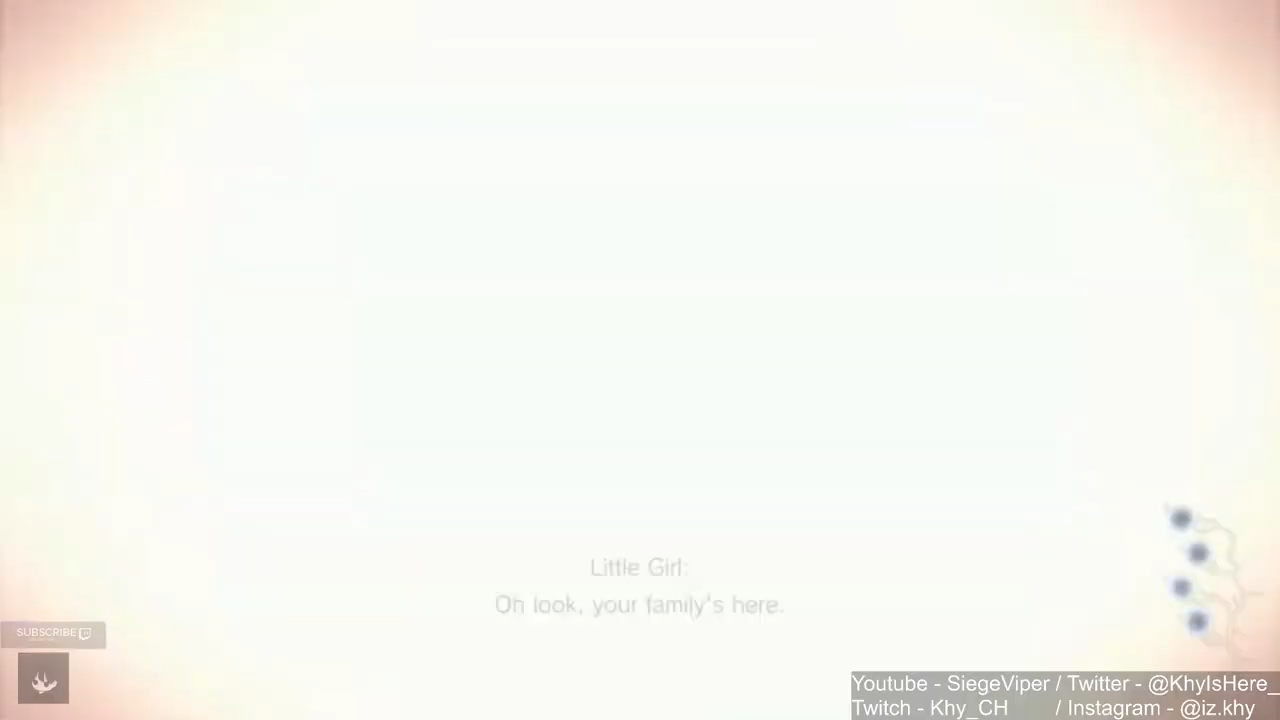 Little Girl:
Oh look, your family's here.
SUBSCRIBE
Youtube - SiegeViper / Twitter - @KhyIsHere_
Twitch - Khy_CH / Instagram - @iz.khy